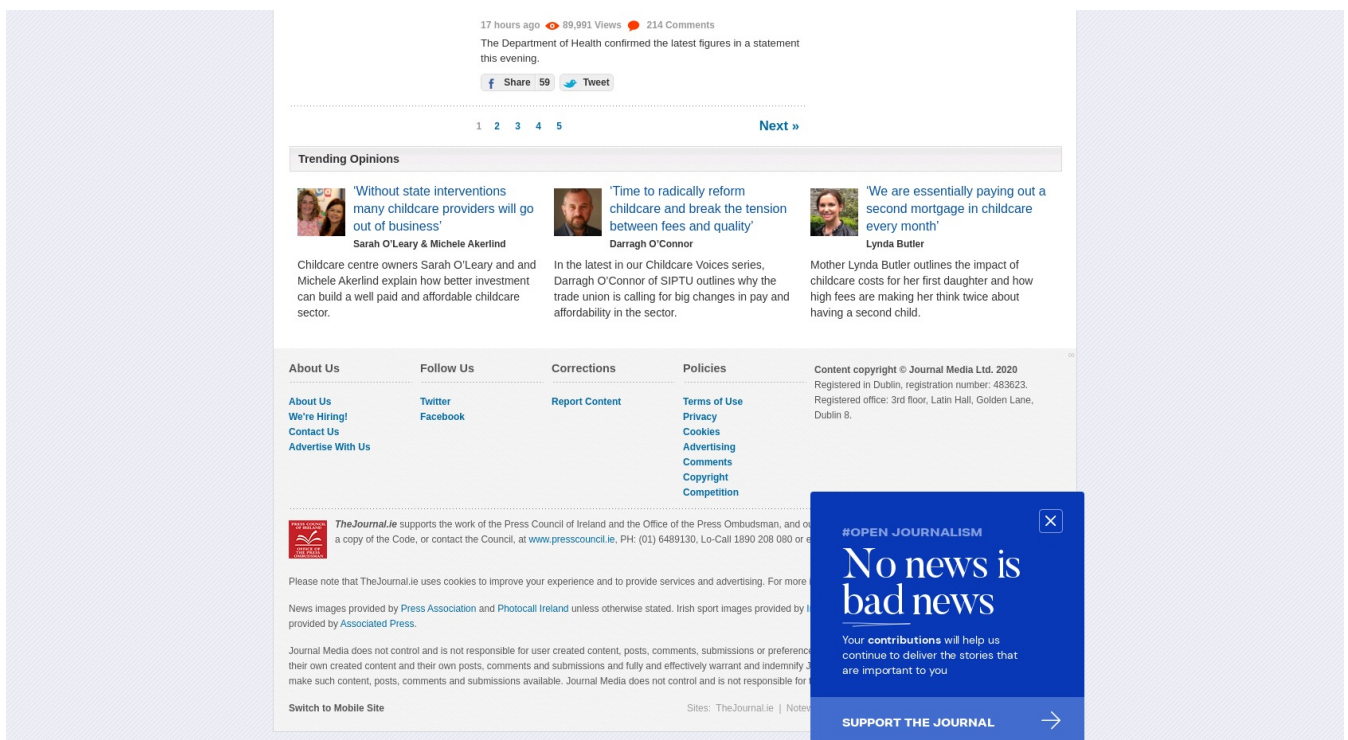 17 hours ago 89,991 Views 214 Comments
The Department of Health confirmed the latest figures in a statement
this evening.
Share 59 Tweet
1 2 3 4 5 Next »
Trending Opinions
'Without state interventions
many childcare providers will go
out of business'
Sarah O'Leary & Michele Akerlind
Childcare centre owners Sarah O'Leary and and
Michele Akerlind explain how better investment
can build a well paid and affordable childcare
sector.
'Time to radically reform
childcare and break the tension
between fees and quality'
Darragh O'Connor
In the latest in our Childcare Voices series,
Darragh O'Connor of SIPTU outlines why the
trade union is calling for big changes in pay and
affordability in the sector.
'We are essentially paying out a
second mortgage in childcare
every month'
Lynda Butler
Mother Lynda Butler outlines the impact of
childcare costs for her first daughter and how
high fees are making her think twice about
having a second child.
About Us
About Us
We're Hiring!
Contact Us
Advertise With Us
Follow Us
Twitter
Facebook
Corrections
Report Content
Policies
Terms of Use
Privacy
Cookies
Advertising
Comments
Copyright
Competition
Content copyright © Journal Media Ltd. 2020
Registered in Dublin, registration number: 483623.
Registered office: 3rd floor, Latin Hall, Golden Lane,
Dublin 8.
PRESS COUNCIL
OF IRELAND
OFFICE OF
THE PRESS
OMBUDSMAN
TheJournal.ie supports the work of the Press Council of Ireland and the Office of the Press Ombudsman, and
a copy of the Code, or contact the Council, at www.presscouncil.ie, PH: (01) 6489130, Lo-Call 1890 208 080 or
Please note that TheJournal.ie uses cookies to improve your experience and to provide services and advertising. For more
News images provided by Press Association and Photocall Ireland unless otherwise stated. Irish sport images provided by
provided by Associated Press.
Journal Media does not control and is not responsible for user created content, posts, comments, submissions or
their own created content and their own posts, comments and submissions and fully and effectively warrant and indemnify
make such content, posts, comments and submissions available. Journal Media does not control and is not responsible for
Switch to Mobile Site
Sites: TheJournal.ie |
#OPEN JOURNALISM
No news is
bad news
Your contributions will help us
continue to deliver the stories that
are important to you
SUPPORT THE JOURNAL